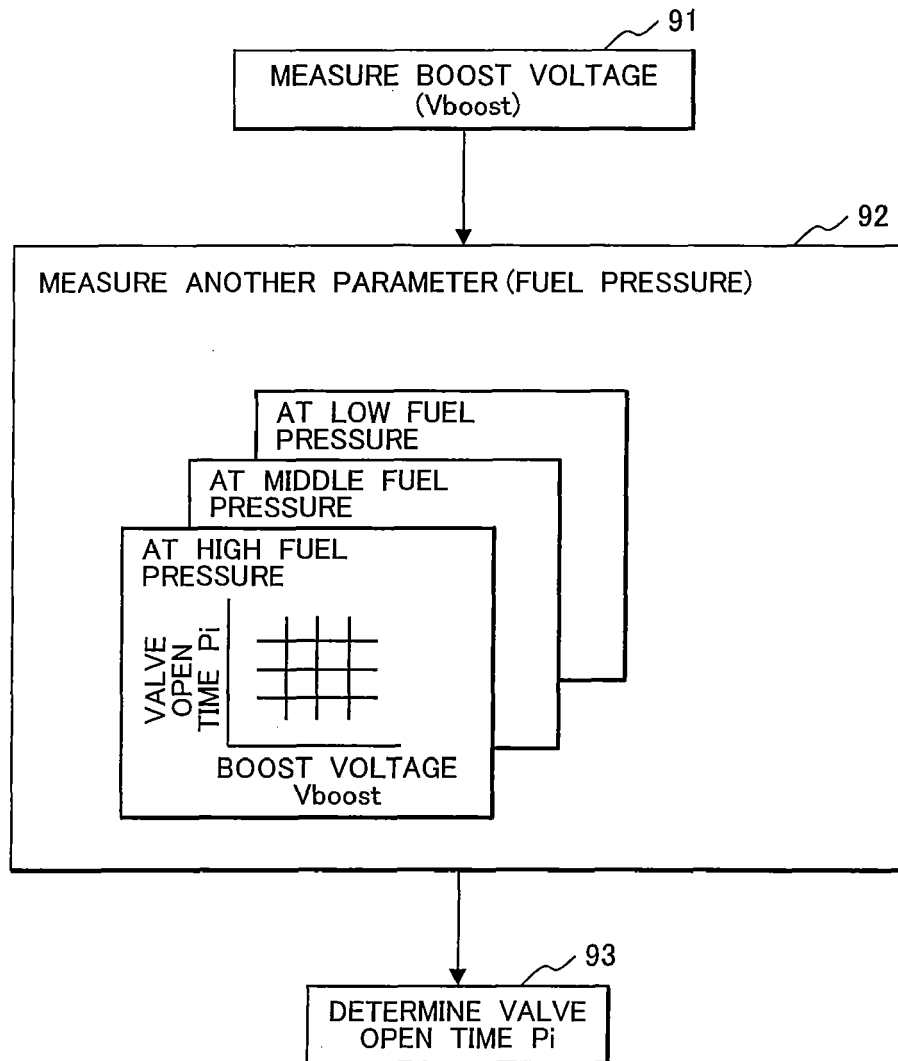 91
MEASURE BOOST VOLTAGE
(Vboost)
92
MEASURE ANOTHER PARAMETER (FUEL PRESSURE)
AT LOW FUEL
PRESSURE
AT MIDDLE FUEL
PRESSURE
AT HIGH FUEL
PRESSURE
VALVE
OPEN
TIME Pi
BOOST VOLTAGE
Vboost
93
DETERMINE VALVE
OPEN TIME Pi